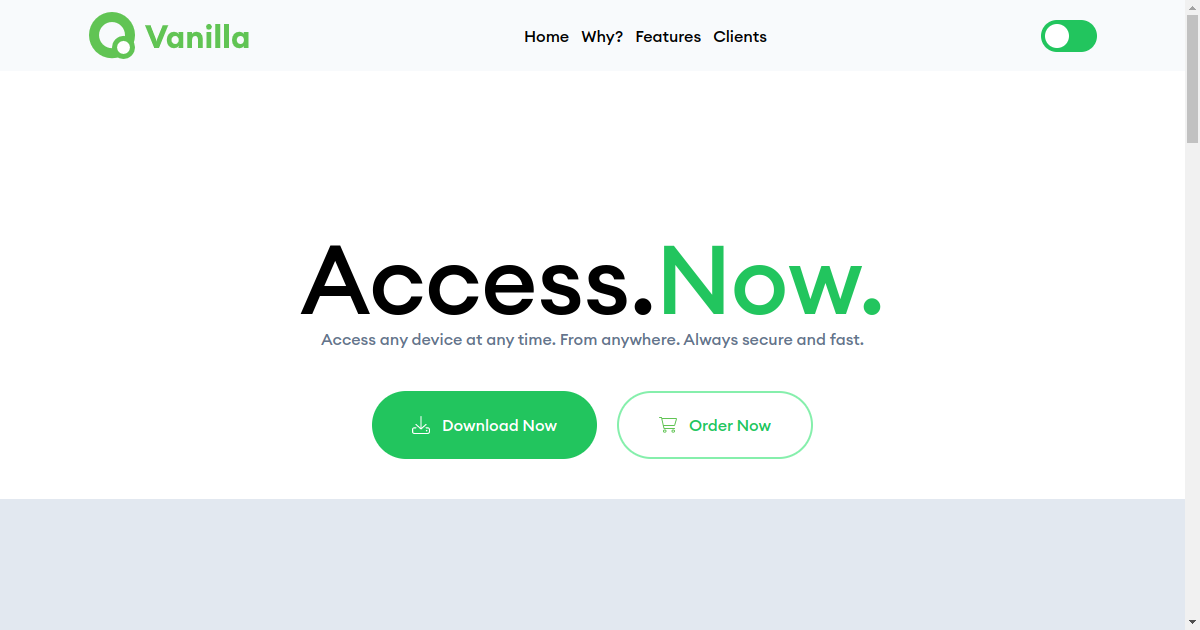 Vanilla
Home Why? Features Clients
Access.Now.
Access any device at any time. From anywhere. Always secure and fast.
Download Now
Order Now